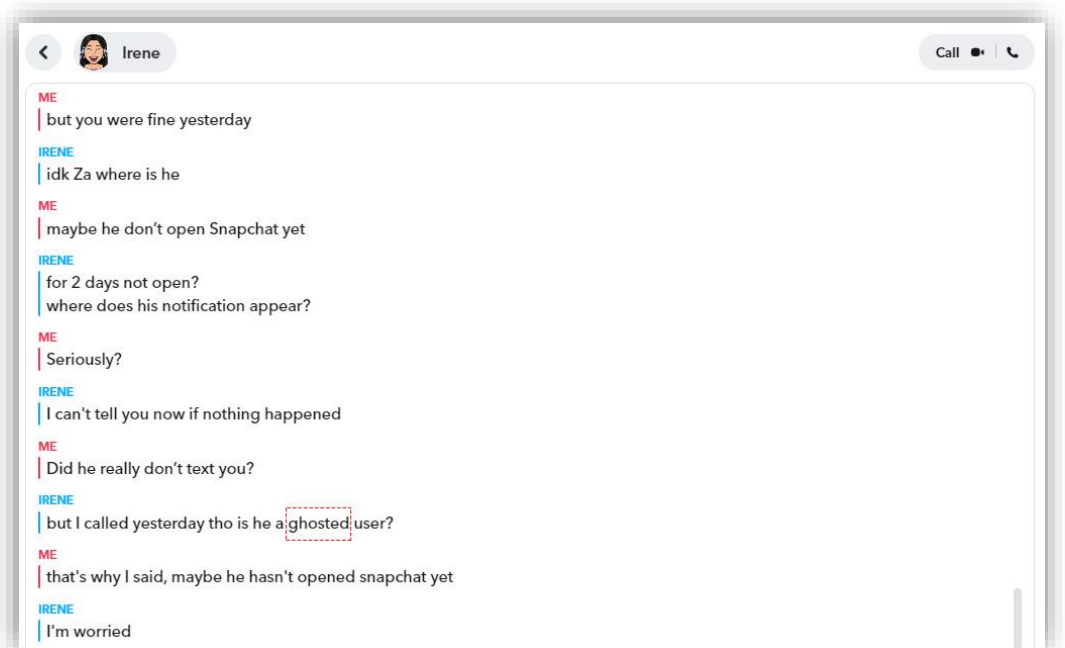 Irene
Call
ME
but you were fine yesterday
IRENE
idk Za where is he
ME
maybe he don't open Snapchat yet
IRENE
for 2 days not open?
where does his notification appear?
ME
Seriously?
IRENE
I can't tell you now if nothing happened
ME
Did he really don't text you?
IRENE
but I called yesterday tho is he a ghosted user?
ME
that's why I said, maybe he hasn't opened snapchat yet
IRENE
I'm worried